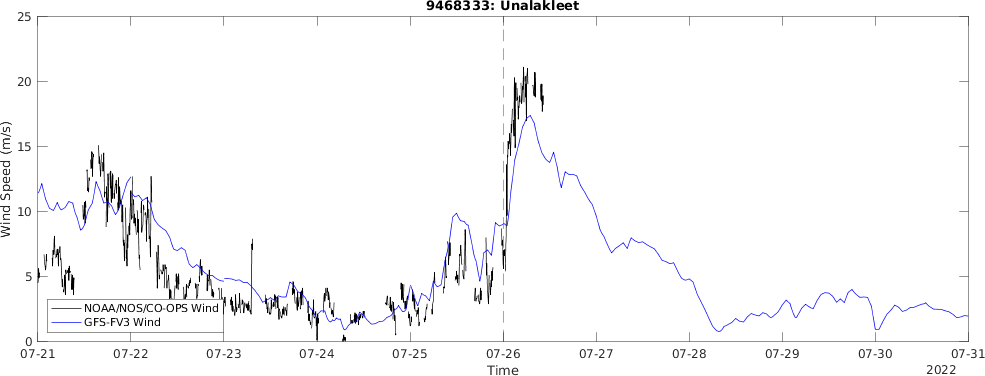 9468333: Unalakleet
25
20
15
10
5
0
Wind Speed (m/s)
NOAA/NOS/CO-OPS Wind
GFS-FV3 Wind
07-21 07-22 07-23 07-24 07-25 07-26 07-27 07-28 07-29 07-30 07-31
Time
2022